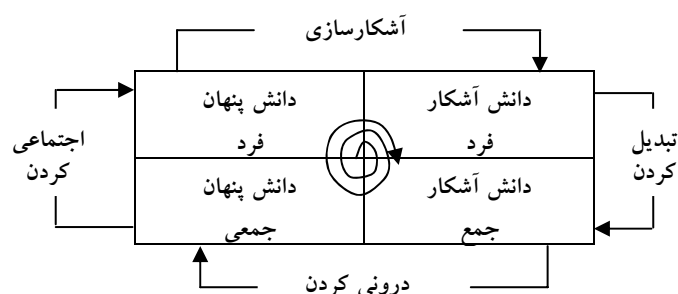 آشکارسازی
دانش آشکار
فرد
دانش پنهان
فرد
تبدیل
کردن
اجتماعی
کردن
دانش آشکار
جمع
دانش پنهان
جمعی
درونی کردن